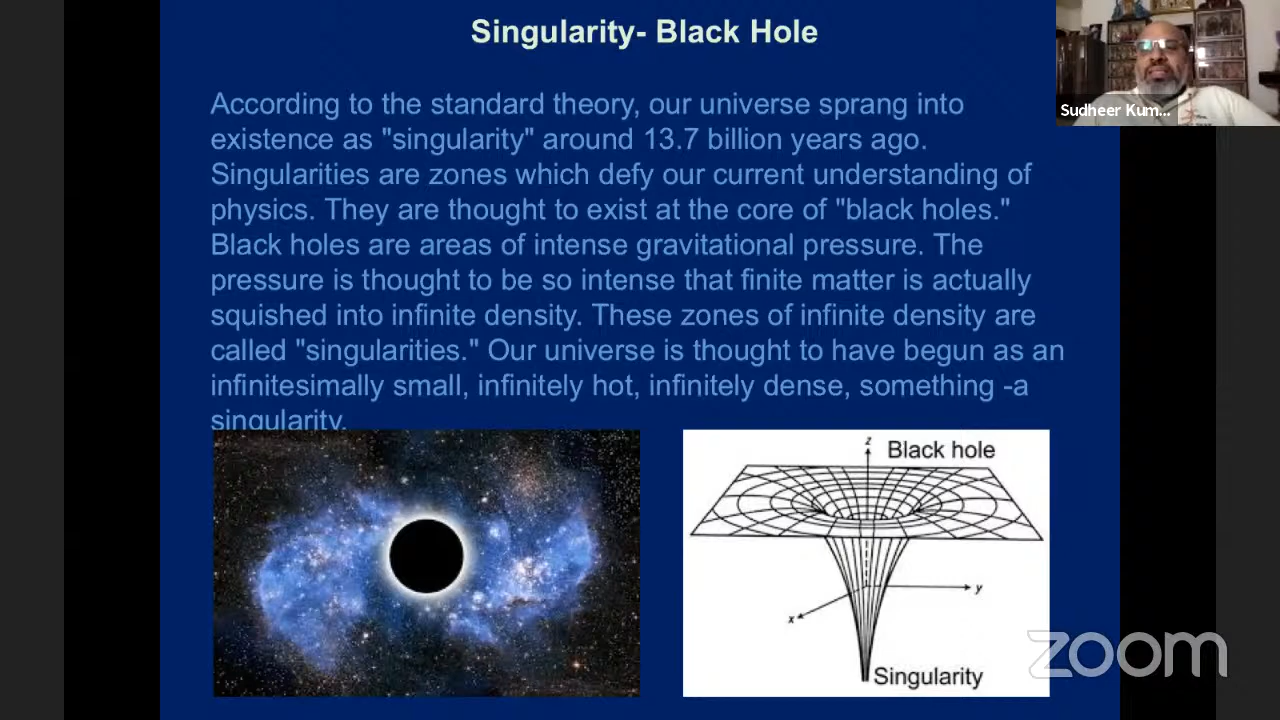 Singularity- Black Hole
Sudheer Kum...
According to the standard theory, our universe sprang into
existence as "singularity" around 13.7 billion years ago.
Singularities are zones which defy our current understanding of
physics. They are thought to exist at the core of "black holes."
Black holes are areas of intense gravitational pressure. The
pressure is thought to be so intense that finite matter is actually
squished into infinite density. These zones of infinite density are
called "singularities." Our universe is thought to have begun as an
infinitesimally small, infinitely hot, infinitely dense, something -a
singularity.
z
Black hole
y
x
Singularity
zoom